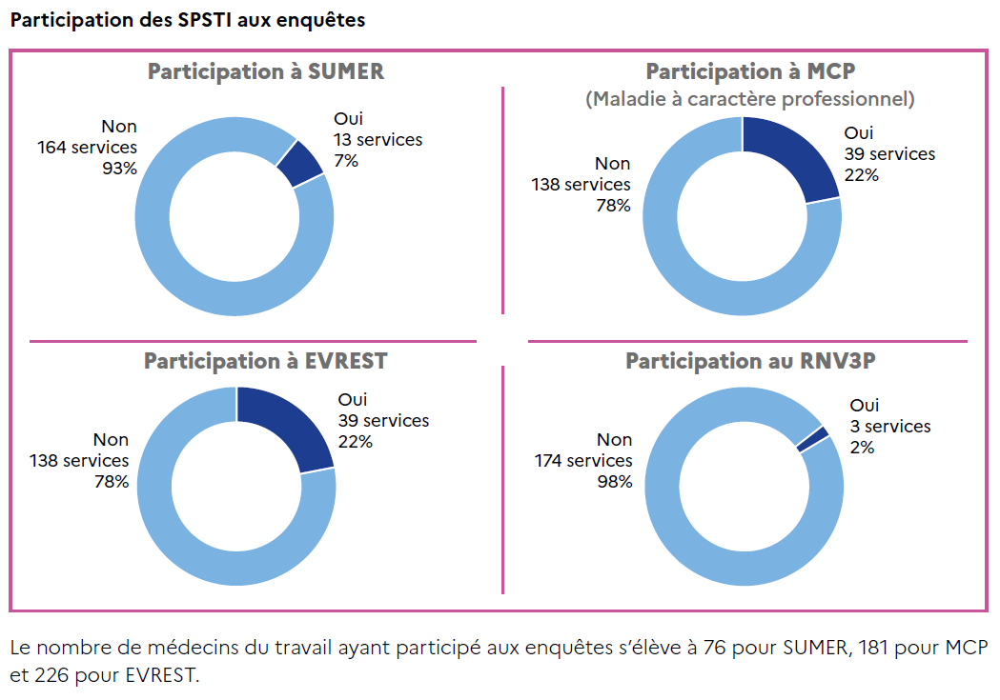 Participation des SPSTI aux enquêtes
Participation à SUMER
Non
164 services
93%
Oui
13 services
7%
Participation à MCP
(Maladie à caractère professionnel)
Non
138 services
78%
Oui
39 services
22%
Participation à EVREST
Non
138 services
78%
Oui
39 services
22%
Participation au RNV3P
Non
174 services
98%
Oui
3 services
2%
Le nombre de médecins du travail ayant participé aux enquêtes s’élève à 76 pour SUMER, 181 pour MCP
et 226 pour EVREST.